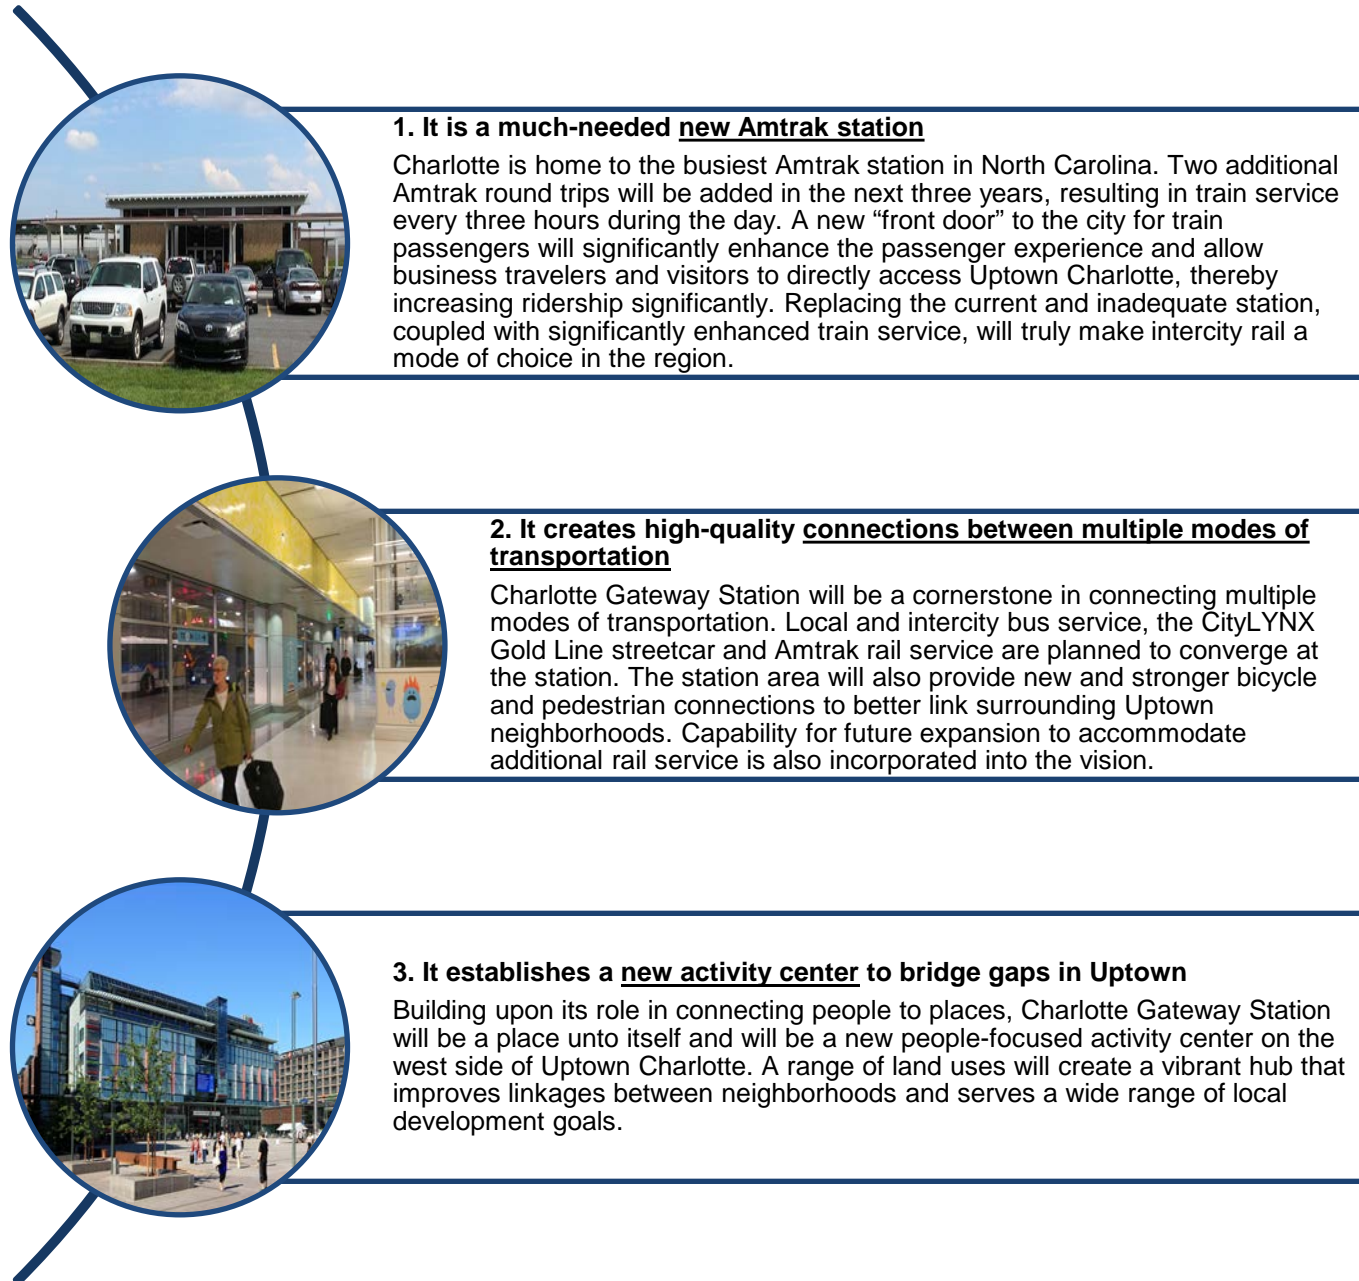 1. It is a much-needed new Amtrak station
Charlotte is home to the busiest Amtrak station in North Carolina. Two additional
Amtrak round trips will be added in the next three years, resulting in train service
every three hours during the day. A new “front door” to the city for train
passengers will significantly enhance the passenger experience and allow
business travelers and visitors to directly access Uptown Charlotte, thereby
increasing ridership significantly. Replacing the current and inadequate station,
coupled with significantly enhanced train service, will truly make intercity rail a
mode of choice in the region.
2. It creates high-quality connections between multiple modes of
transportation
Charlotte Gateway Station will be a cornerstone in connecting multiple
modes of transportation. Local and intercity bus service, the CityLYNX
Gold Line streetcar and Amtrak rail service are planned to converge at
the station. The station area will also provide new and stronger bicycle
and pedestrian connections to better link surrounding Uptown
neighborhoods. Capability for future expansion to accommodate
additional rail service is also incorporated into the vision.
3. It establishes a new activity center to bridge gaps in Uptown
Building upon its role in connecting people to places, Charlotte Gateway Station
will be a place unto itself and will be a new people-focused activity center on the
west side of Uptown Charlotte. A range of land uses will create a vibrant hub that
improves linkages between neighborhoods and serves a wide range of local
development goals.